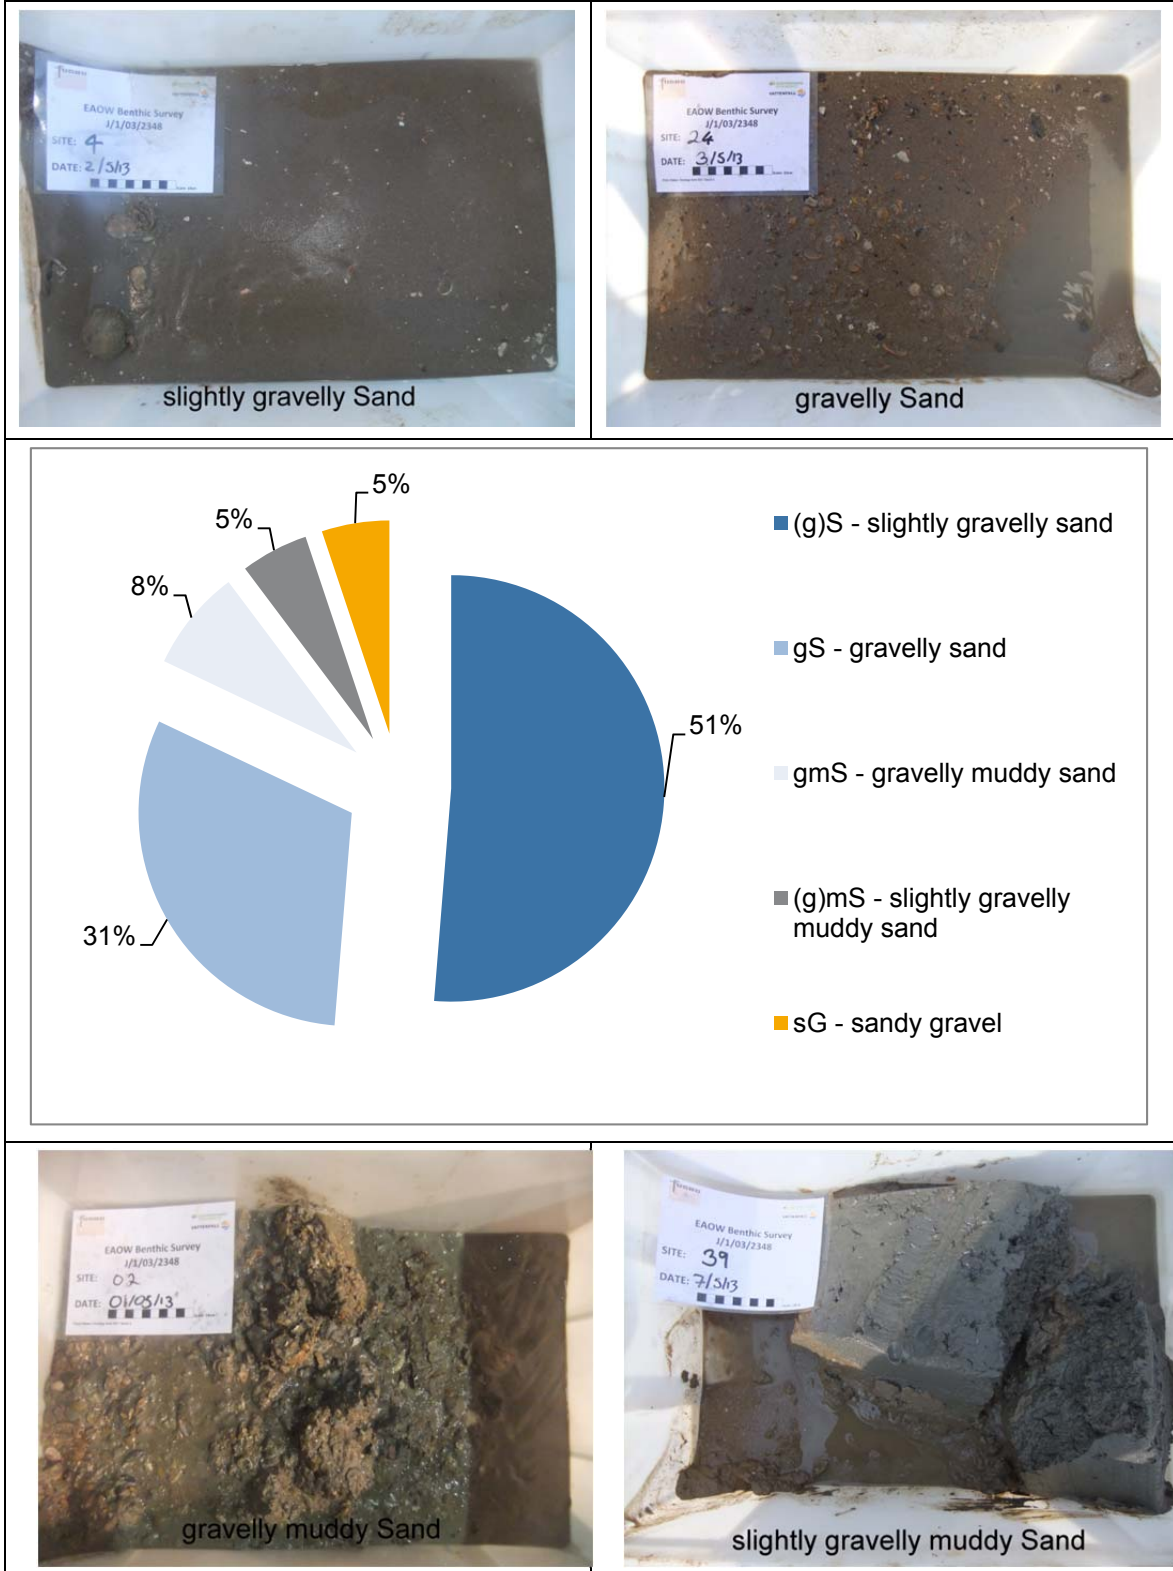 EAOW Benthic Survey
J/1/03/2348
SITE: 4
DATE: 2/5/13
slightly gravelly Sand
EAOW Benthic Survey
J/1/03/2348
SITE: 24
DATE: 3/5/13
gravelly Sand
5%
5%
8%
51%
31%
(g)S - slightly gravelly sand
gS - gravelly sand
gmS - gravelly muddy sand
(g)mS - slightly gravelly
muddy sand
sG - sandy gravel
EAOW Benthic Survey
J/1/03/2348
SITE: 02
DATE: 01/05/13
gravelly muddy Sand
EAOW Benthic Survey
J/1/03/2348
SITE: 39
DATE: 7/5/13
slightly gravelly muddy Sand